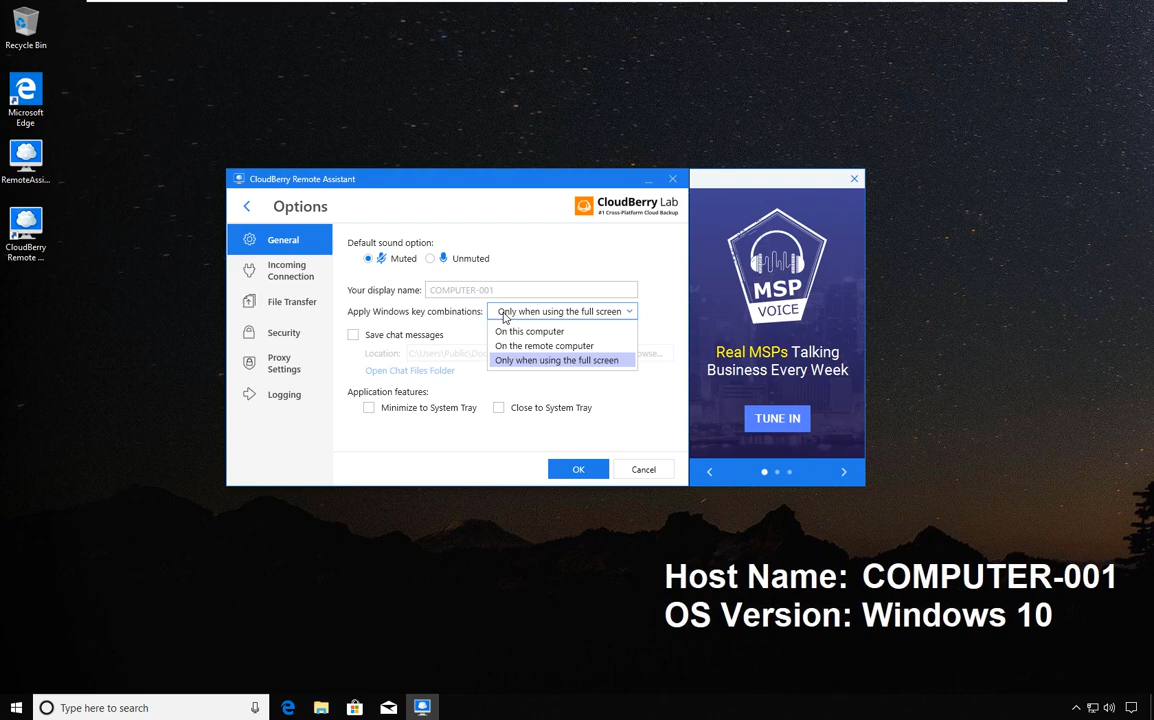 Recycle Bin
Microsoft
Edge
RemoteAssi...
CloudBerry
Remote ...
CloudBerry Remote Assistant
Options
CloudBerry Lab
#1 Cross-Platform Cloud Backup
General
Incoming
Connection
File Transfer
Security
Proxy
Settings
Logging
Default sound option:
Muted
Unmuted
Your display name:
COMPUTER-001
Apply Windows key combinations:
Only when using the full screen
On this computer
On the remote computer
Only when using the full screen
Save chat messages
Location:
C:\Users\Public\Doc
owse...
Open Chat Files Folder
Application features:
Minimize to System Tray
Close to System Tray
OK
Cancel
MSP
VOICE
Real MSPs Talking
Business Every Week
TUNE IN
Host Name: COMPUTER-001
OS Version: Windows 10
Type here to search